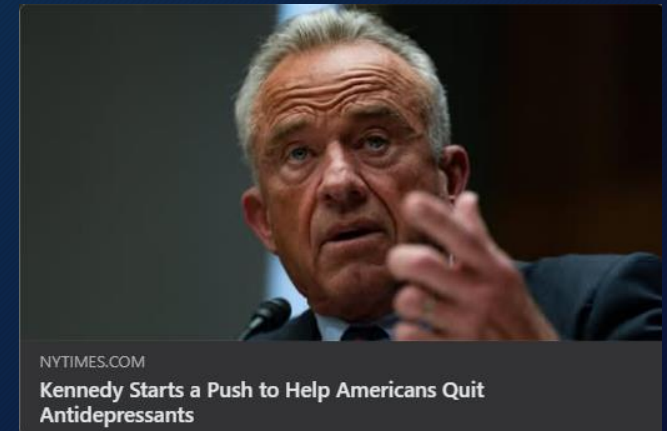 NYTIMES.COM
Kennedy Starts a Push to Help Americans Quit
Antidepressants